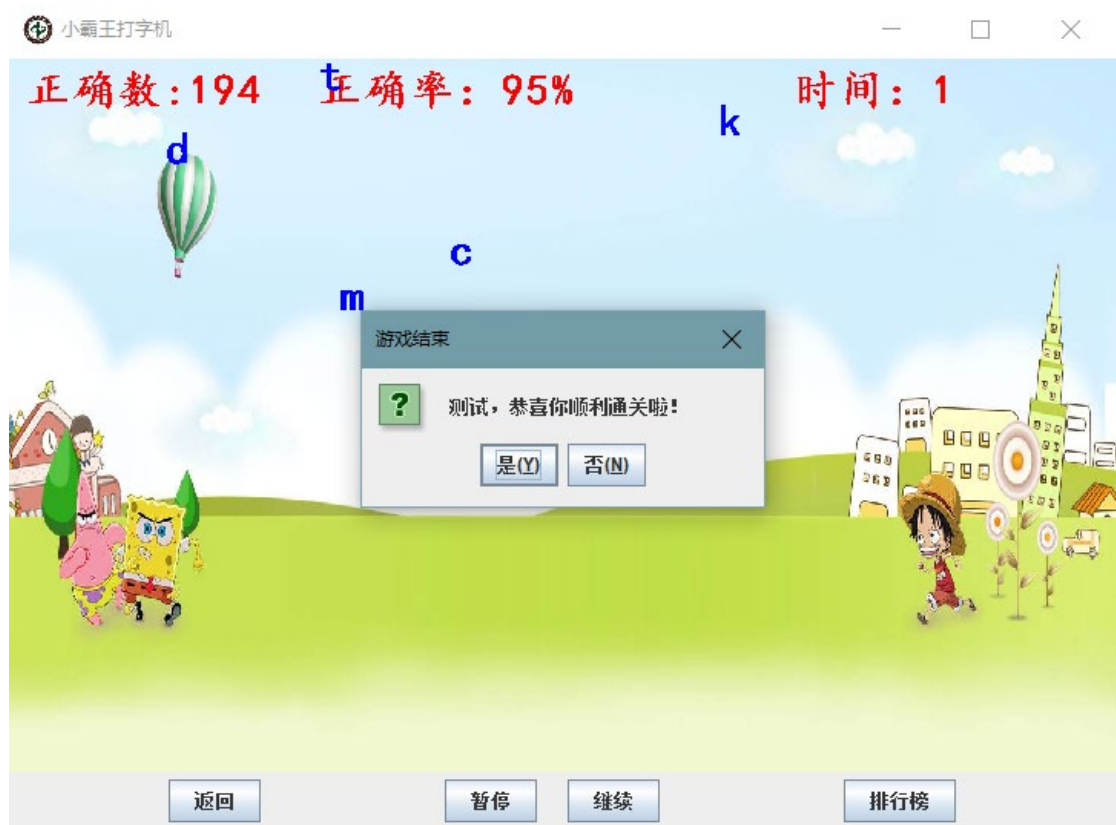 小霸王打字机
正确数:194 正确率: 95% 时间: 1
t
k
d
c
m
游戏结束
? 测试，恭喜你顺利通关啦!
是(Y) 否(N)
返回 暂停 继续 排行榜